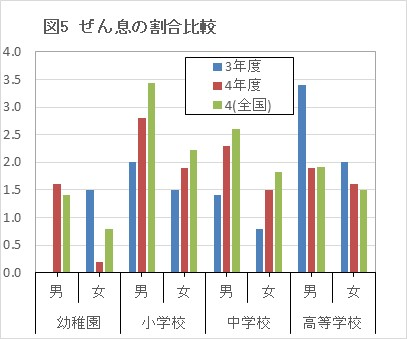 図5 ぜん息の割合比較
4.0
3.5
3.0
2.5
2.0
1.5
1.0
0.5
0.0
3年度
4年度
4(全国)
男 女 男 女 男 女 男 女
幼稚園 小学校 中学校 高等学校